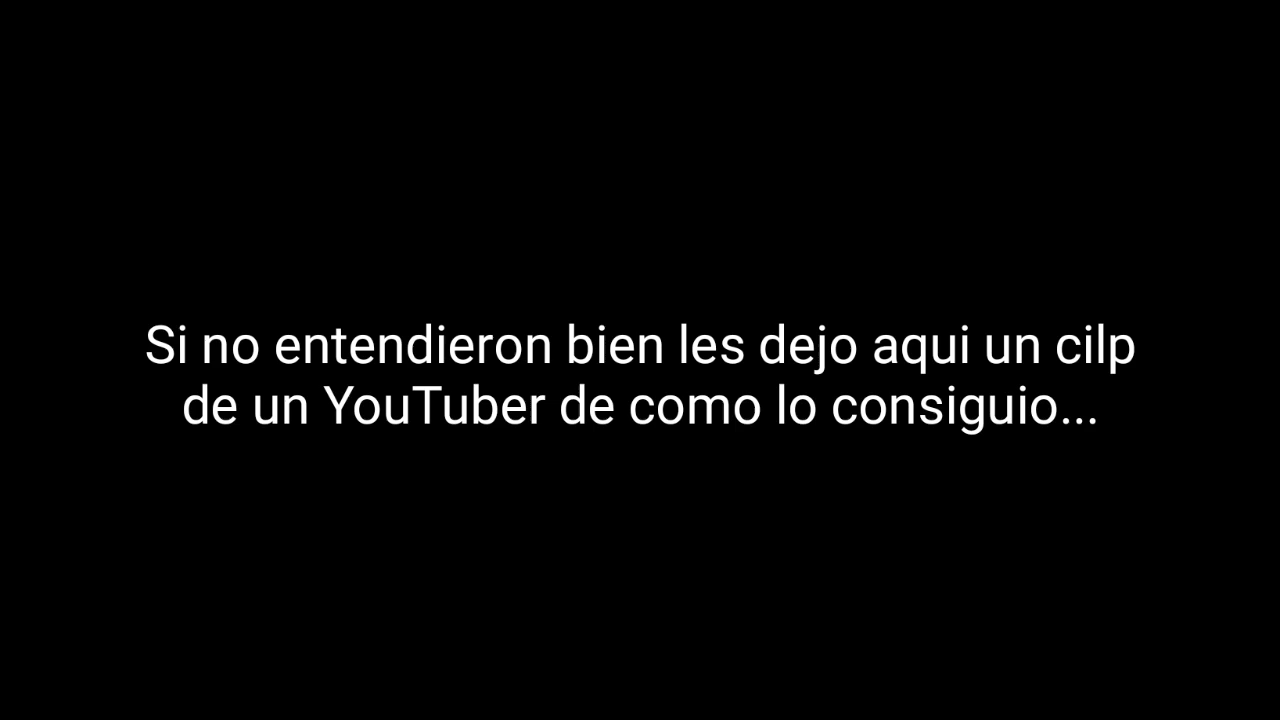 Si no entendieron bien les dejo aqui un cilp
de un YouTuber de como lo consiguio...